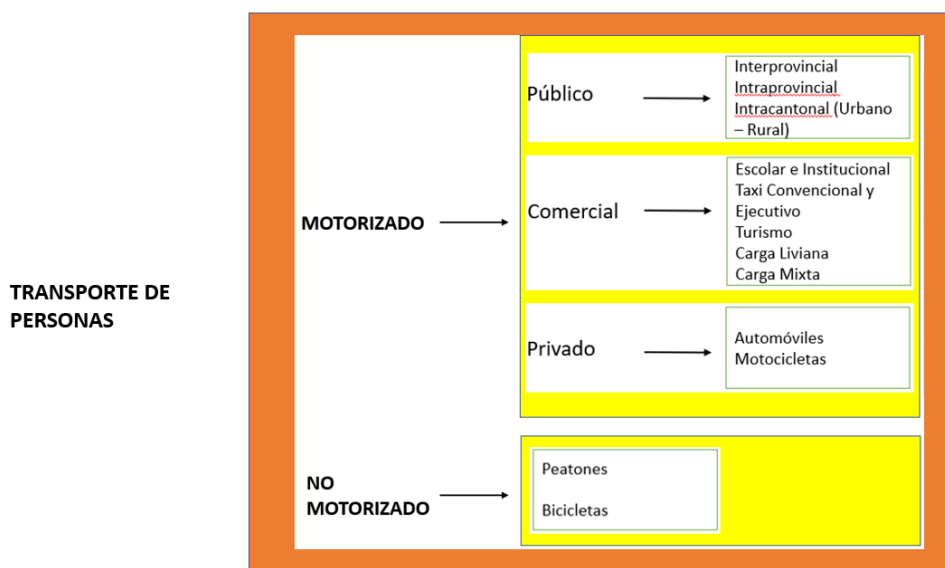 TRANSPORTE DE
PERSONAS
MOTORIZADO
Público
Interprovincial
Intraprovincial
Intracantonal (Urbano
– Rural)
Comercial
Escolar e Institucional
Taxi Convencional y
Ejecutivo
Turismo
Carga Liviana
Carga Mixta
Privado
Automóviles
Motocicletas
NO
MOTORIZADO
Peatones
Bicicletas